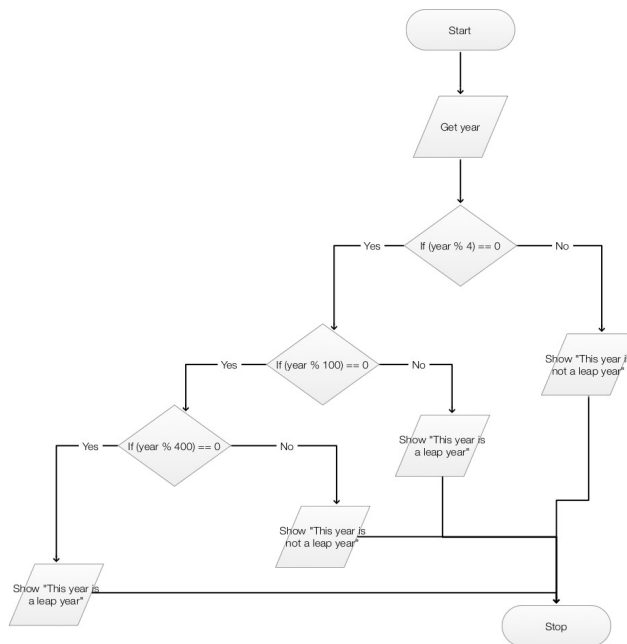 Start
Get year
Yes
If (year % 4) == 0
No
Yes
If (year % 100) == 0
No
Show "This year is
not a leap year"
Yes
If (year % 400) == 0
No
Show "This year is
a leap year"
Show "This year is
not a leap year"
Show "This year is
a leap year"
Stop